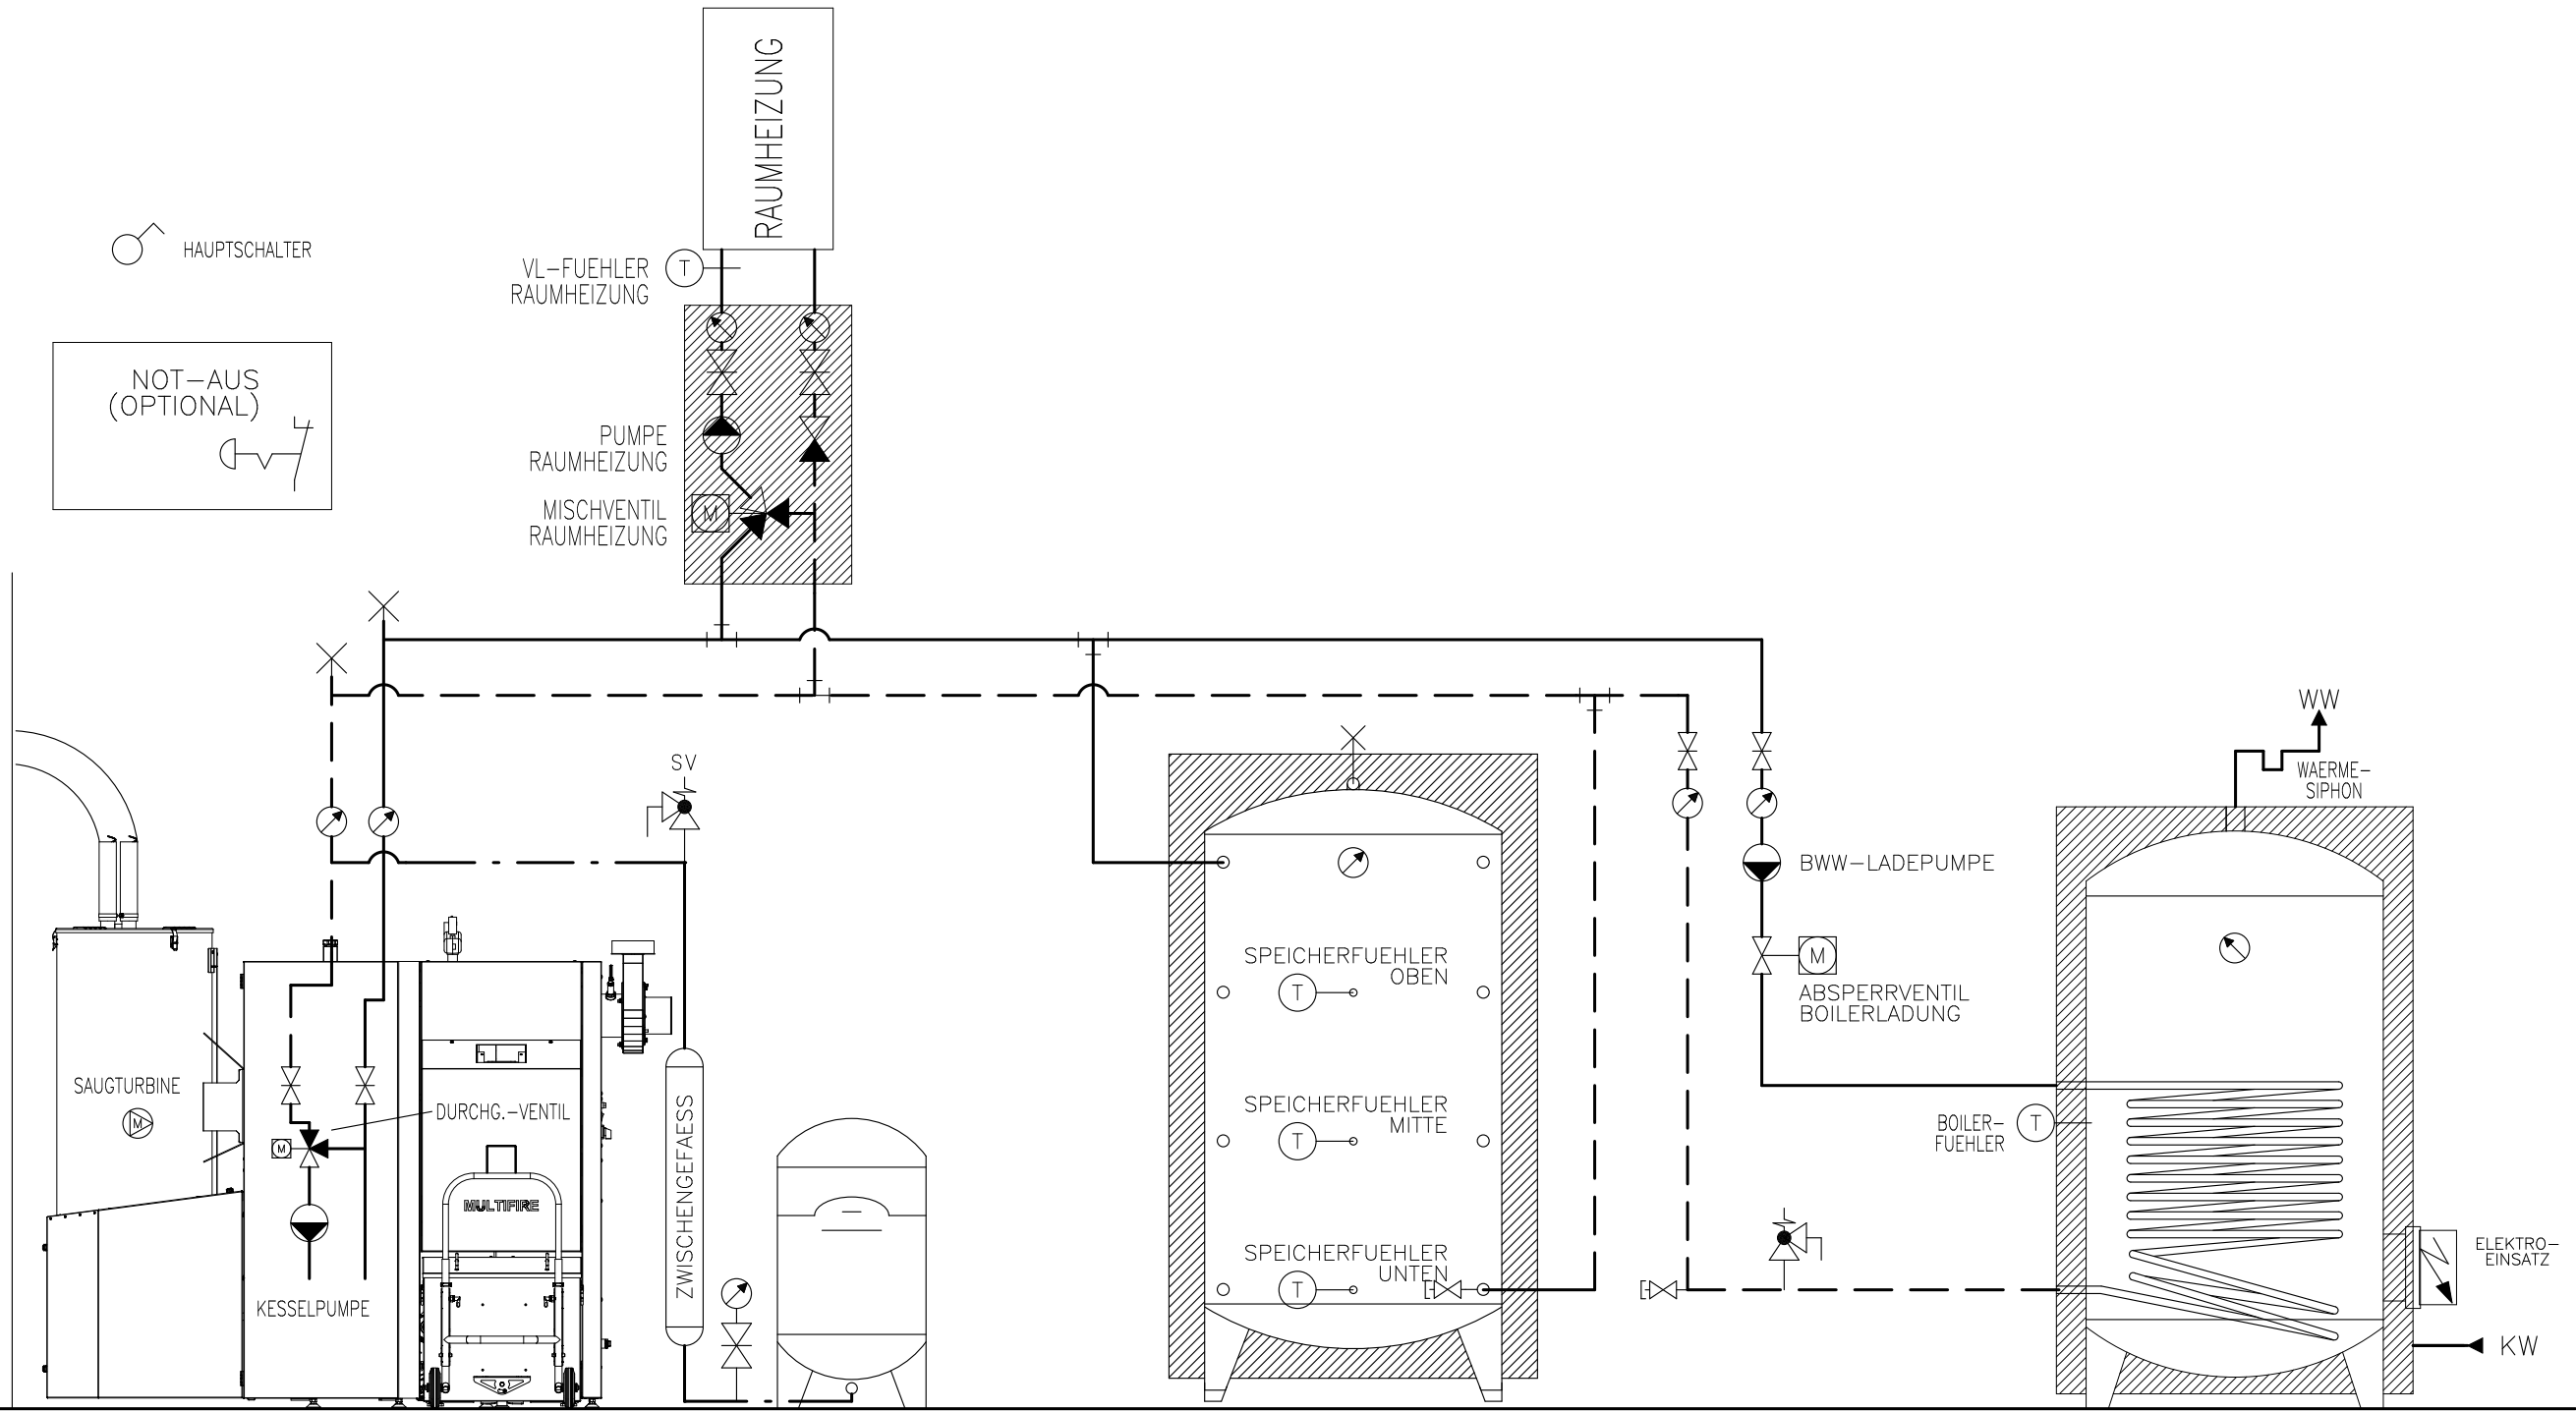 RAUMHEIZUNG
HAUPTSCHALTER
VL-FUEHLER
RAUMHEIZUNG
T
NOT-AUS
(OPTIONAL)
PUMPE
RAUMHEIZUNG
MISCHVENTIL
RAUMHEIZUNG
M
WW
WAERME-
SIPHON
SV
BWW-LADEPUMPE
M
ABSPERRVENTIL
BOILERLADUNG
SPEICHERFUEHLER
OBEN
T
SAUGTURBINE
M
DURCHG.-VENTIL
M
KESSELPUMPE
MULTIFIRE
ZWISCHENGEFAESS
SPEICHERFUEHLER
MITTE
T
BOILER-
FUEHLER
T
SPEICHERFUEHLER
UNTEN
T
ELEKTRO-
EINSATZ
KW